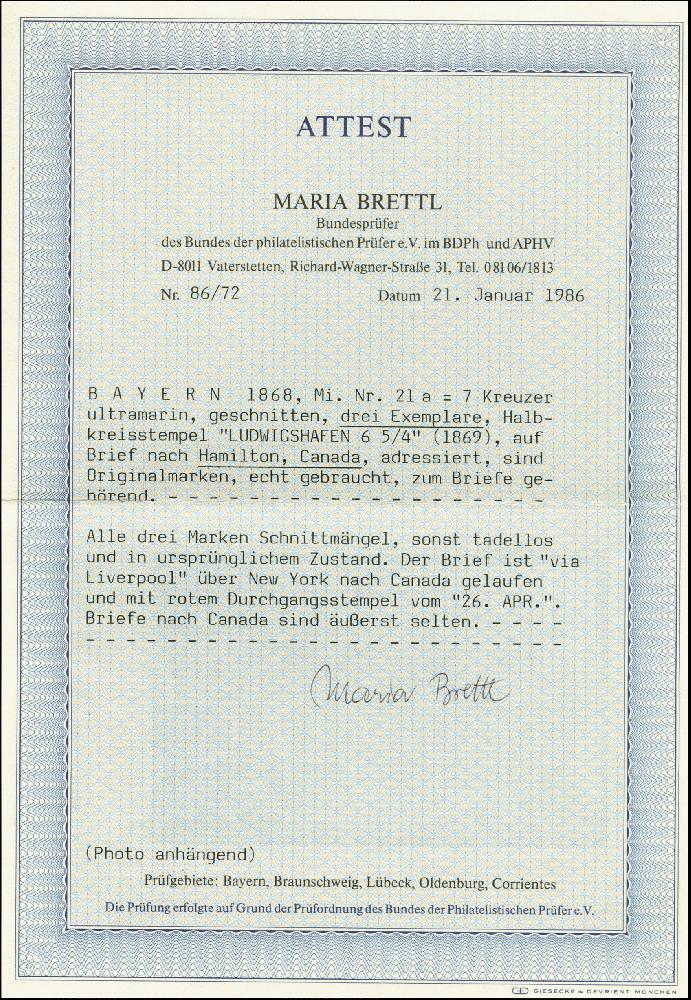 ATTEST
MARIA BRETTL
Bundesprüfer
des Bundes der philatelistischen Prüfer e.V. im BDPh und APHV
D-8011 Vaterstetten, Richard-Wagner-Straße 31, Tel. 08106/1813
Nr. 86/72 Datum 21. Januar 1986
B A Y E R N 1868, Mi. Nr. 21 a = 7 Kreuzer
ultramarin, geschnitten, drei Exemplare, Halb-
kreisstempel "LUDWIGSHAFEN 6 5/4" (1869), auf
Brief nach Hamilton, Canada, adressiert, sind
Originalmarken, echt gebraucht, zum Briefe ge-
hörend. - - - - - - - - - - - - - - - - - - -
Alle drei Marken Schnittmängel, sonst tadellos
und in ursprünglichem Zustand. Der Brief ist "via
Liverpool" über New York nach Canada gelaufen
und mit rotem Durchgangsstempel vom "26. APR.".
Briefe nach Canada sind äußerst selten. - - - -
- - - - - - - - - - - - - - - - - - - - - - - -
Maria Brettl
(Photo anhängend)
Prüfgebiete: Bayern, Braunschweig, Lübeck, Oldenburg, Corrientes
Die Prüfung erfolgte auf Grund der Prüfordnung des Bundes der Philatelistischen Prüfer e.V.
GIESECKE & DEVRIENT MÜNCHEN